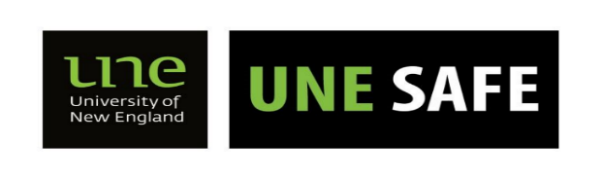 une
University of
New England
UNE SAFE